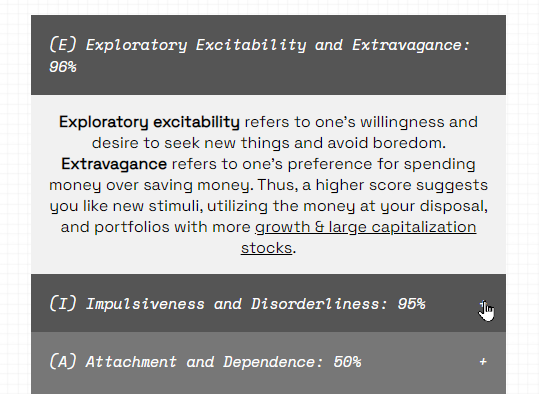 (E) Exploratory Excitability and Extravagance:
96%
Exploratory excitability refers to one's willingness and
desire to seek new things and avoid boredom.
Extravagance refers to one's preference for spending
money over saving money. Thus, a higher score suggests
you like new stimuli, utilizing the money at your disposal,
and portfolios with more growth & large capitalization
stocks.
(I) Impulsiveness and Disorderliness: 95% +
(A) Attachment and Dependence: 50% +